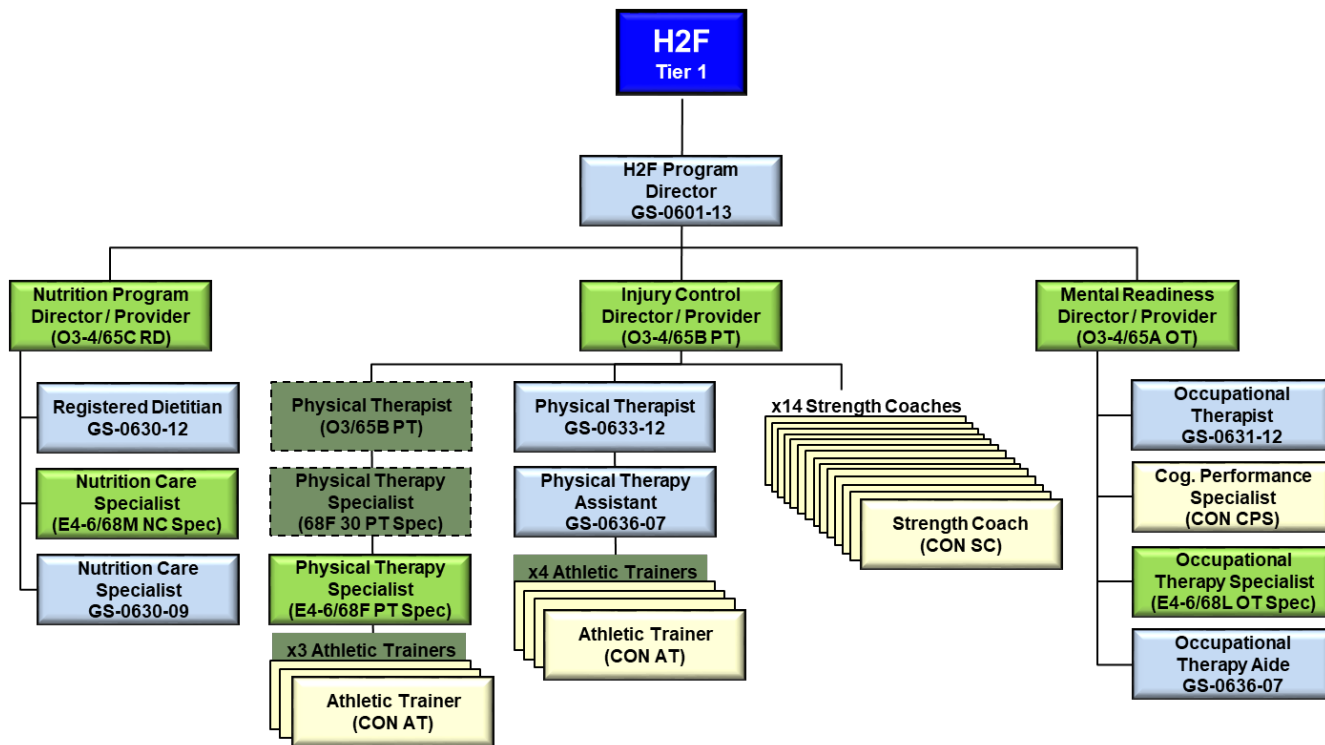 H2F
Tier 1
H2F Program
Director
GS-0601-13
Nutrition Program
Director / Provider
(O3-4/65C RD)
Registered Dietitian
GS-0630-12
Nutrition Care
Specialist
(E4-6/68M NC Spec)
Nutrition Care
Specialist
GS-0630-09
Injury Control
Director / Provider
(O3-4/65B PT)
Physical Therapist
(O3/65B PT)
Physical Therapy
Specialist
(68F 30 PT Spec)
Physical Therapy
Specialist
(E4-6/68F PT Spec)
x3 Athletic Trainers
Athletic Trainer
(CON AT)
Physical Therapist
GS-0633-12
Physical Therapy
Assistant
GS-0636-07
x4 Athletic Trainers
Athletic Trainer
(CON AT)
x14 Strength Coaches
Strength Coach
(CON SC)
Mental Readiness
Director / Provider
(O3-4/65A OT)
Occupational
Therapist
GS-0631-12
Cog. Performance
Specialist
(CON CPS)
Occupational
Therapy Specialist
(E4-6/68L OT Spec)
Occupational
Therapy Aide
GS-0636-07